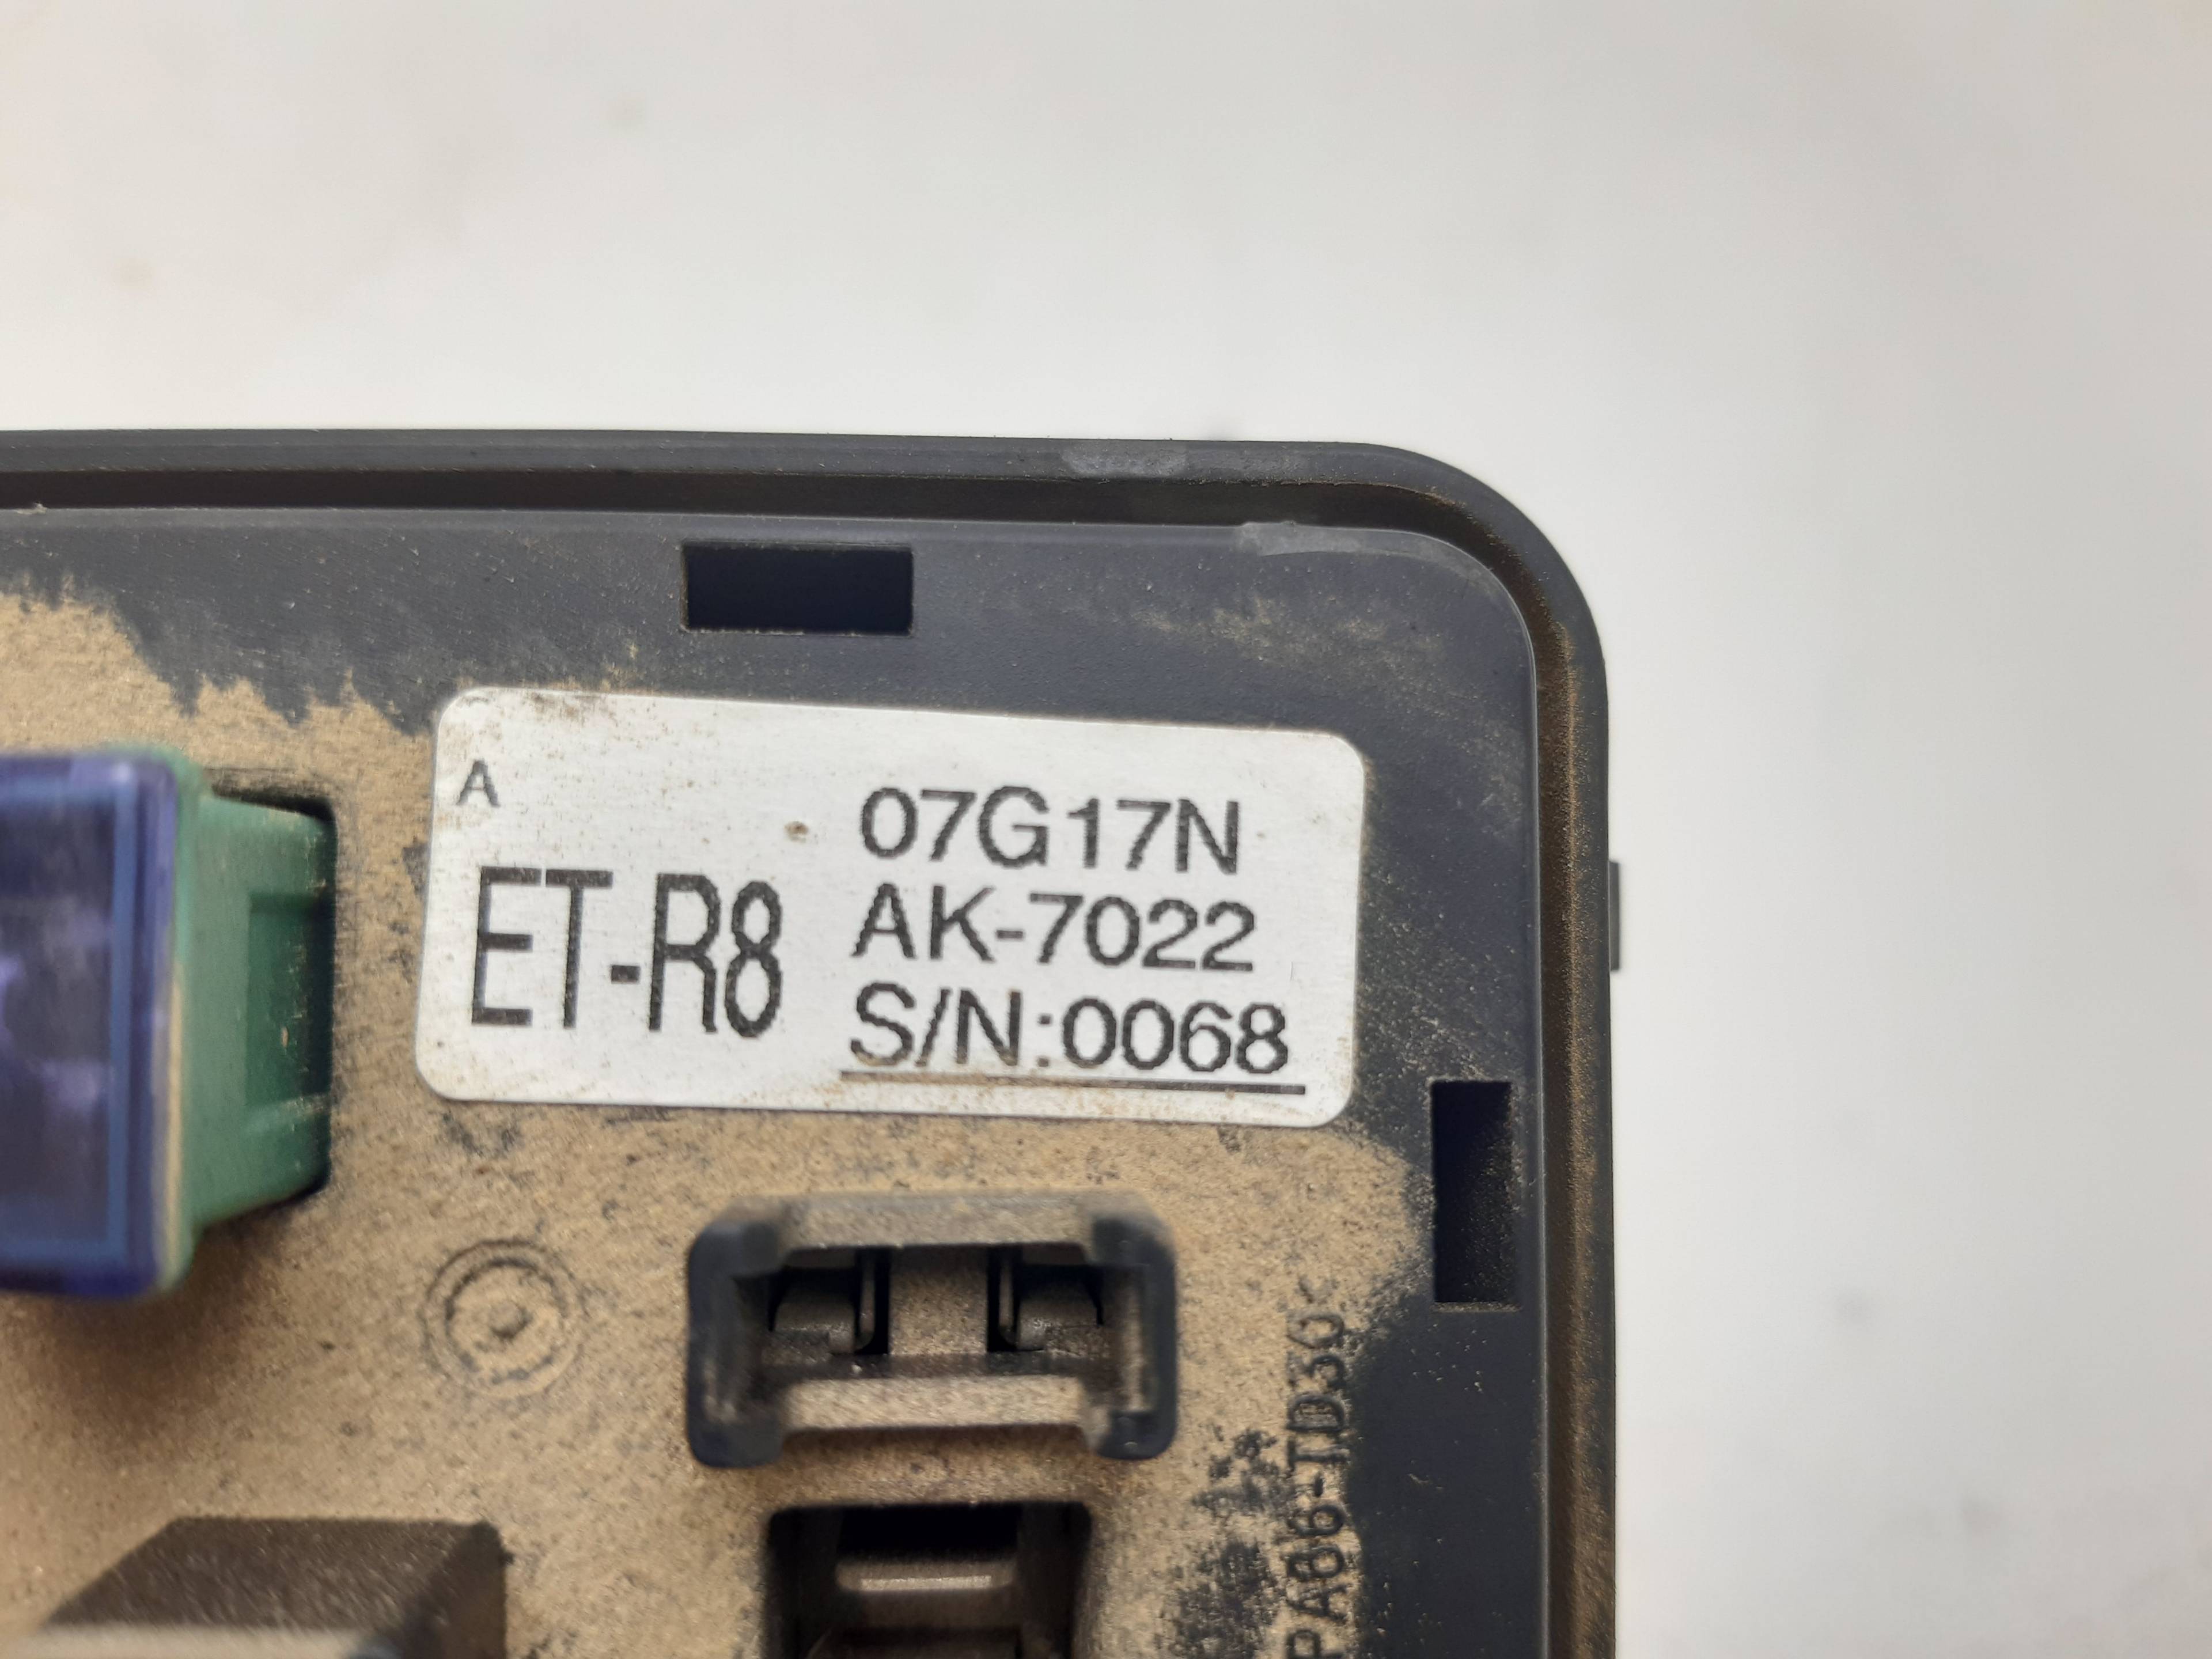 A
ET-R8
07G17N
AK-7022
S/N:0068
PA66-TD30<